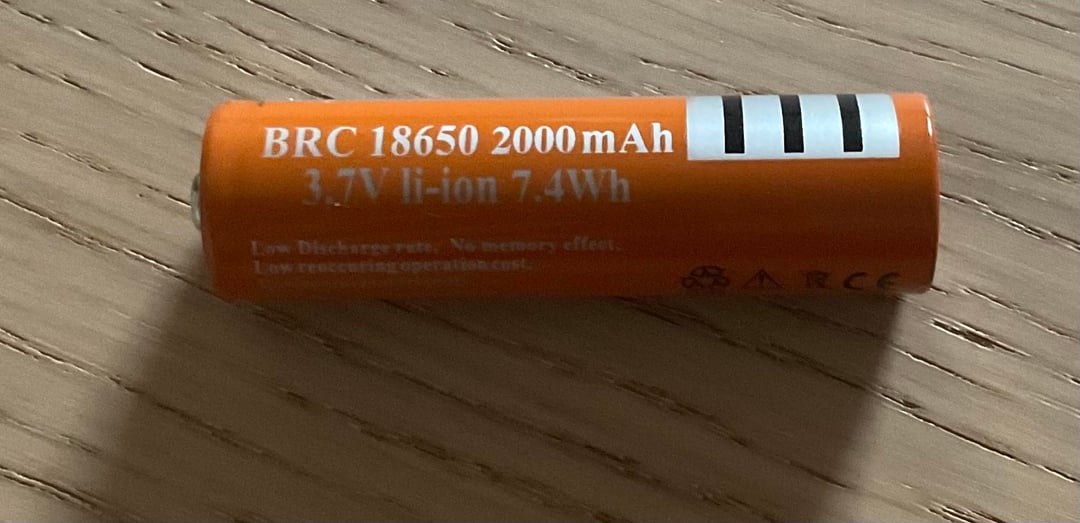 BRC 18650 2000mAh
3.7V li-ion 7.4Wh
Low Discharge rate. No memory effect.
Low reoccuring operation cost.
CE